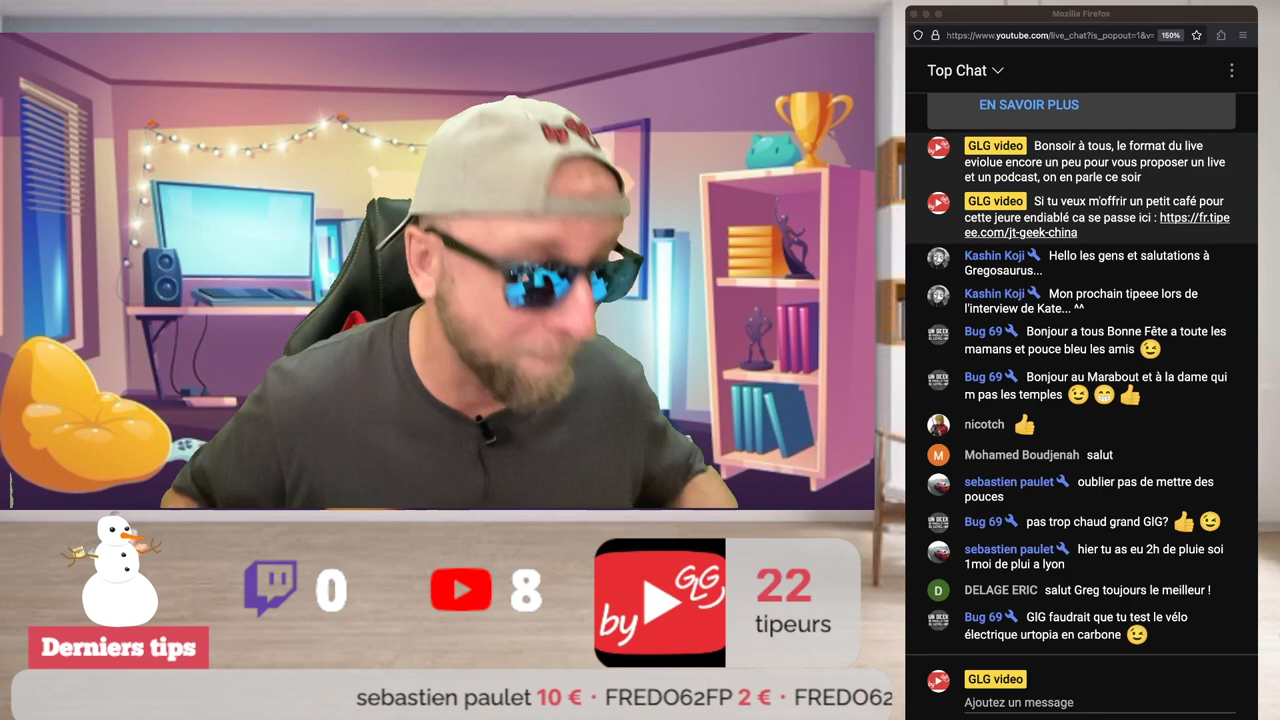 Mozilla Firefox
https://www.youtube.com/live_chat?is_popout=1&v=
150%
Top Chat
EN SAVOIR PLUS
GLG video Bonsoir à tous, le format du live
eviolue encore un peu pour vous proposer un live
et un podcast, on en parle ce soir
GLG video Si tu veux m'offrir un petit café pour
cette jeure endiablé ca se passe ici : https://fr.tipe
ee.com/jt-geek-china
Kashin Koji Hello les gens et salutations à
Gregosaurus...
Kashin Koji Mon prochain tipeee lors de
l'interview de Kate... ^^
Bug 69 Bonjour a tous Bonne Fête a toute les
mamans et pouce bleu les amis 😉
Bug 69 Bonjour au Marabout et à la dame qui
m pas les temples 😉 😁 👍
nicotch 👍
M
Mohamed Boudjenah salut
sebastien paulet oublier pas de mettre des
pouces
Bug 69 pas trop chaud grand GlG? 👍 😉
sebastien paulet hier tu as eu 2h de pluie soi
1moi de plui a lyon
D
DELAGE ERIC salut Greg toujours le meilleur !
Bug 69 GlG faudrait que tu test le vélo
électrique urtopia en carbone 😉
GLG video
Ajoutez un message
by
0
8
by GLG
22
tipeurs
Derniers tips
sebastien paulet 10 € · FREDO62FP 2 € · FREDO62